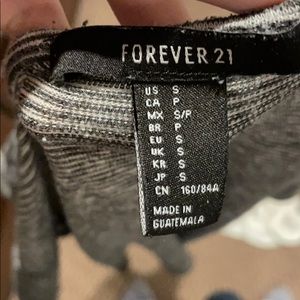 FOREVER 21
US S
CA P
MX S/P
BR P
EU S
UK S
KR S
JP S
CN 160/84A
MADE IN
GUATEMALA